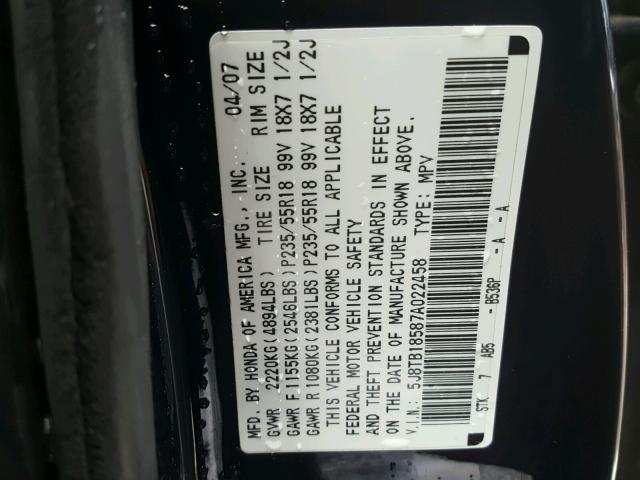 MFD. BY HONDA OF AMERICA MFG., INC. 04/07
GVWR 2220KG(4894LBS) TIRE SIZE RIM SIZE
GAWR F 1155KG(2546LBS)P235/55R18 99V 18X7 1/2J
GAWR R 1080KG(2381LBS)P235/55R18 99V 18X7 1/2J
THIS VEHICLE CONFORMS TO ALL APPLICABLE
FEDERAL MOTOR VEHICLE SAFETY
AND THEFT PREVENTION STANDARDS IN EFFECT
ON THE DATE OF MANUFACTURE SHOWN ABOVE.
V.I.N.: 5J8TB18587A022458 TYPE: MPV
STK 7 AB5 - B536P - A - A